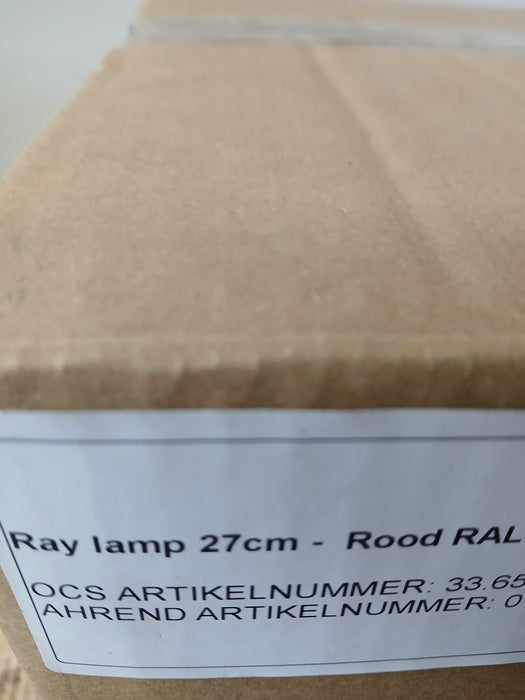 Ray lamp 27cm - Rood RAL
OCS ARTIKELNUMMER: 33.65
AHREND ARTIKELNUMMER: 0